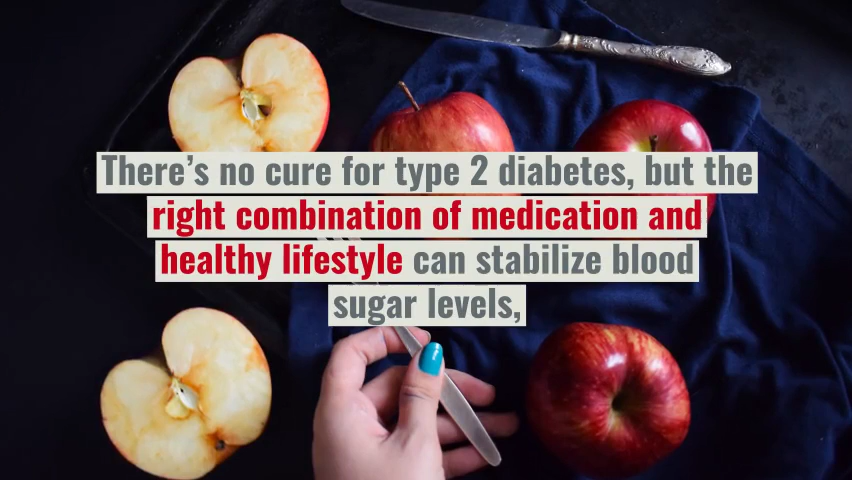 There’s no cure for type 2 diabetes, but the
right combination of medication and
healthy lifestyle can stabilize blood
sugar levels,